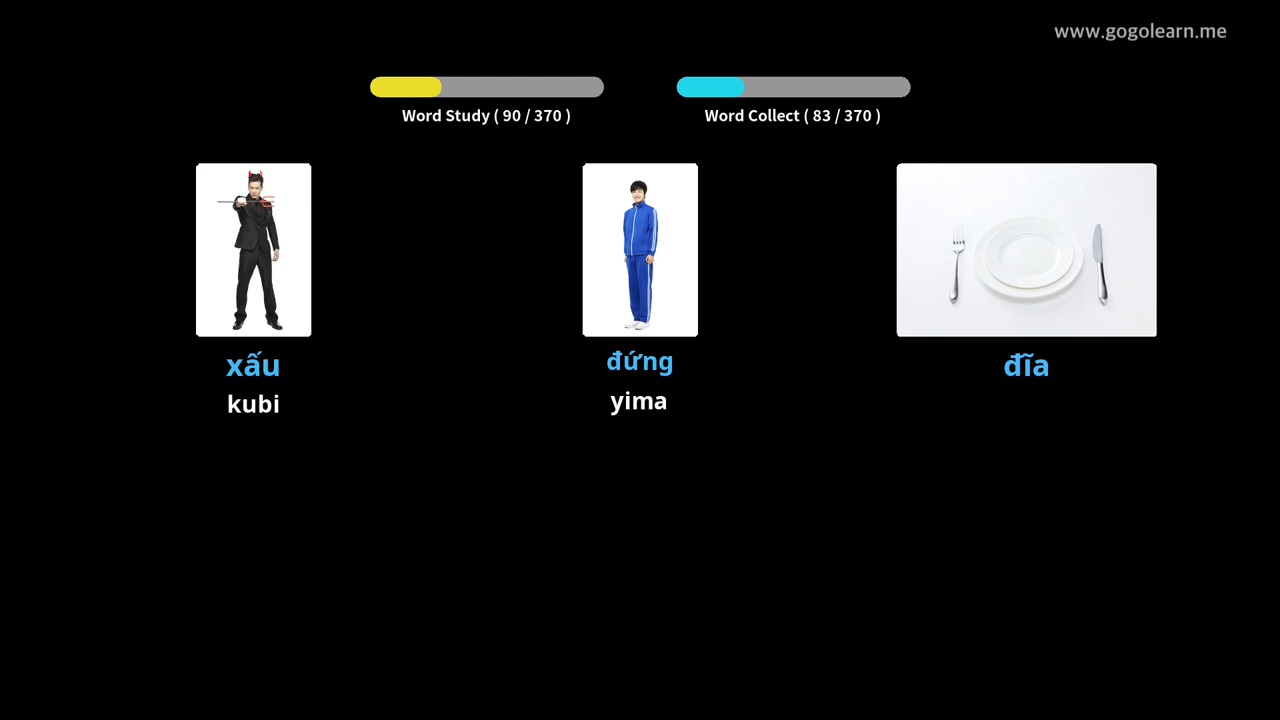 www.gogolearn.me
Word Study ( 90 / 370 )
Word Collect ( 83 / 370 )
xấu
kubi
đứng
yima
đĩa